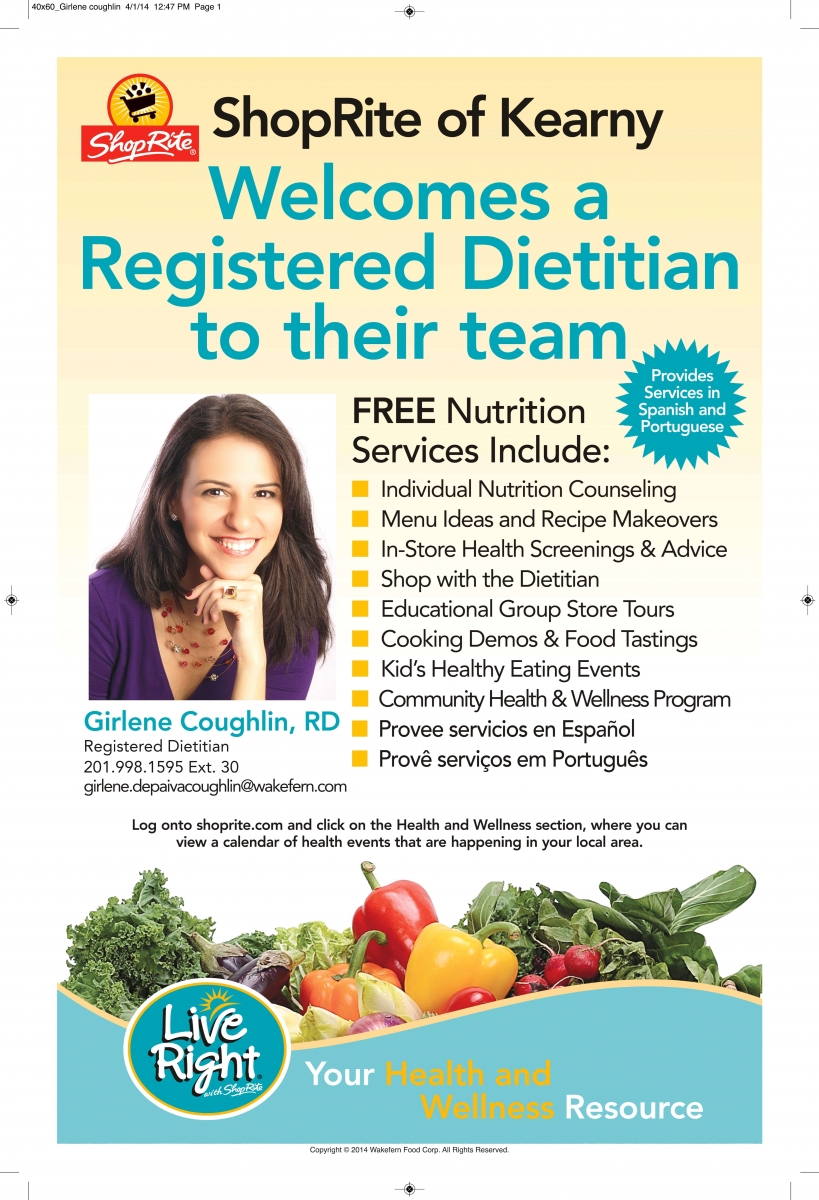 40x60_Girlene coughlin  4/1/14  12:47 PM  Page 1
ShopRite
ShopRite of Kearny
Welcomes a
Registered Dietitian
to their team
Provides
Services in
Spanish and
Portuguese
FREE Nutrition
Services Include:
Individual Nutrition Counseling
Menu Ideas and Recipe Makeovers
In-Store Health Screenings & Advice
Shop with the Dietitian
Educational Group Store Tours
Cooking Demos & Food Tastings
Kid's Healthy Eating Events
Community Health & Wellness Program
Provee servicios en Español
Provê serviços em Português
Girlene Coughlin, RD
Registered Dietitian
201.998.1595 Ext. 30
girlene.depaivacoughlin@wakefern.com
Log onto shoprite.com and click on the Health and Wellness section, where you can
view a calendar of health events that are happening in your local area.
Live
Right
with ShopRite
Your Health and
Wellness Resource
Copyright © 2014 Wakefern Food Corp. All Rights Reserved.